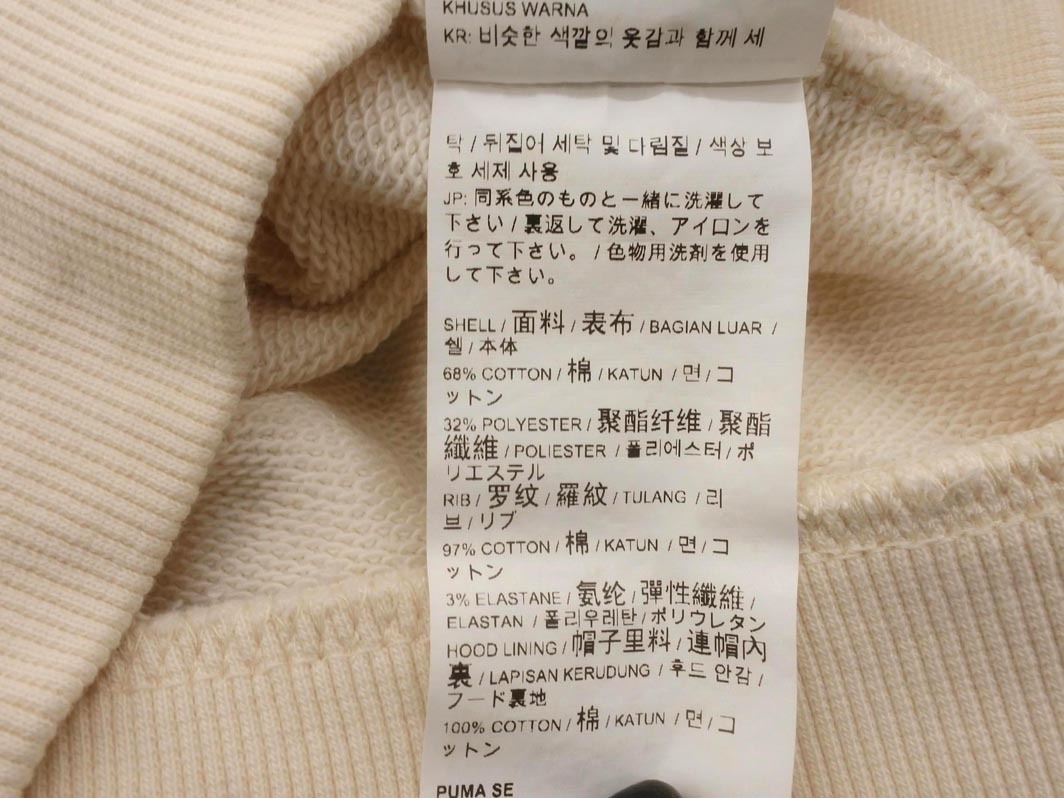 KHUSUS WARNA
KR: 비슷한 색깔의 옷감과 함께 세
탁 / 뒤집어 세탁 및 다림질 / 색상 보
호 세제 사용
JP: 同系色のものと一緒に洗濯して
下さい / 裏返して洗濯、アイロンを
行って下さい。 / 色物用洗剤を使用
して下さい。
SHELL / 面料 / 表布 / BAGIAN LUAR /
쉘 / 本体
68% COTTON / 棉 / KATUN / 면 / コ
ットン
32% POLYESTER / 聚酯纤维 / 聚酯
纖維 / POLIESTER / 폴리에스터 / ポ
リエステル
RIB / 罗纹 / 羅紋 / TULANG / 리
브 / リブ
97% COTTON / 棉 / KATUN / 면 / コ
ットン
3% ELASTANE / 氨纶 / 彈性纖維 /
ELASTAN / 폴리우레탄 / ポリウレタン
HOOD LINING / 帽子里料 / 連帽內
裏 / LAPISAN KERUDUNG / 후드 안감 /
フード裏地
100% COTTON / 棉 / KATUN / 면 / コ
ットン
PUMA SE